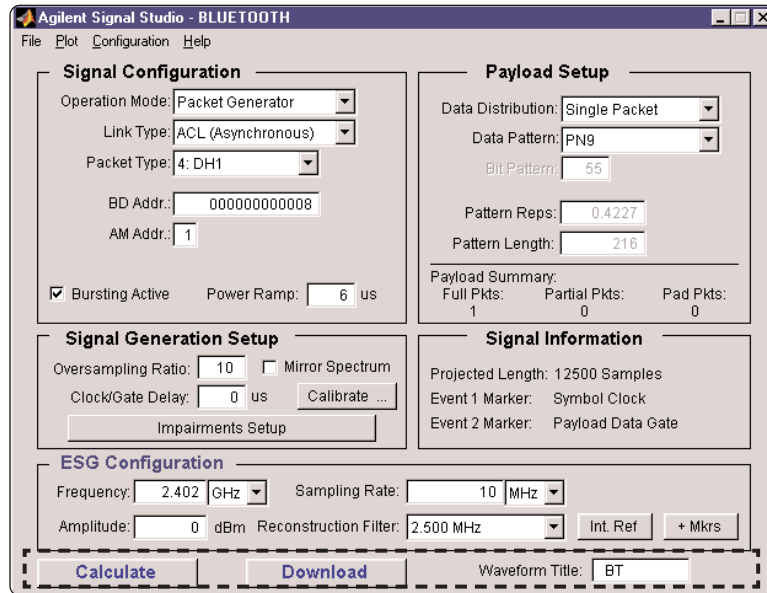 Agilent Signal Studio - BLUETOOTH
File Plot Configuration Help
Signal Configuration
Operation Mode: Packet Generator
Link Type: ACL (Asynchronous)
Packet Type: 4: DH1
BD Addr.: 000000000008
AM Addr.: 1
Bursting Active Power Ramp: 6 us
Payload Setup
Data Distribution: Single Packet
Data Pattern: PN9
Bit Pattern: 55
Pattern Reps: 0.4227
Pattern Length: 216
Payload Summary:
Full Pkts: Partial Pkts: Pad Pkts:
1 0 0
Signal Generation Setup
Oversampling Ratio: 10 Mirror Spectrum
Clock/Gate Delay: 0 us Calibrate ...
Impairments Setup
Signal Information
Projected Length: 12500 Samples
Event 1 Marker: Symbol Clock
Event 2 Marker: Payload Data Gate
ESG Configuration
Frequency: 2.402 GHz Sampling Rate: 10 MHz
Amplitude: 0 dBm Reconstruction Filter: 2.500 MHz Int. Ref + Mkrs
Calculate Download Waveform Title: BT